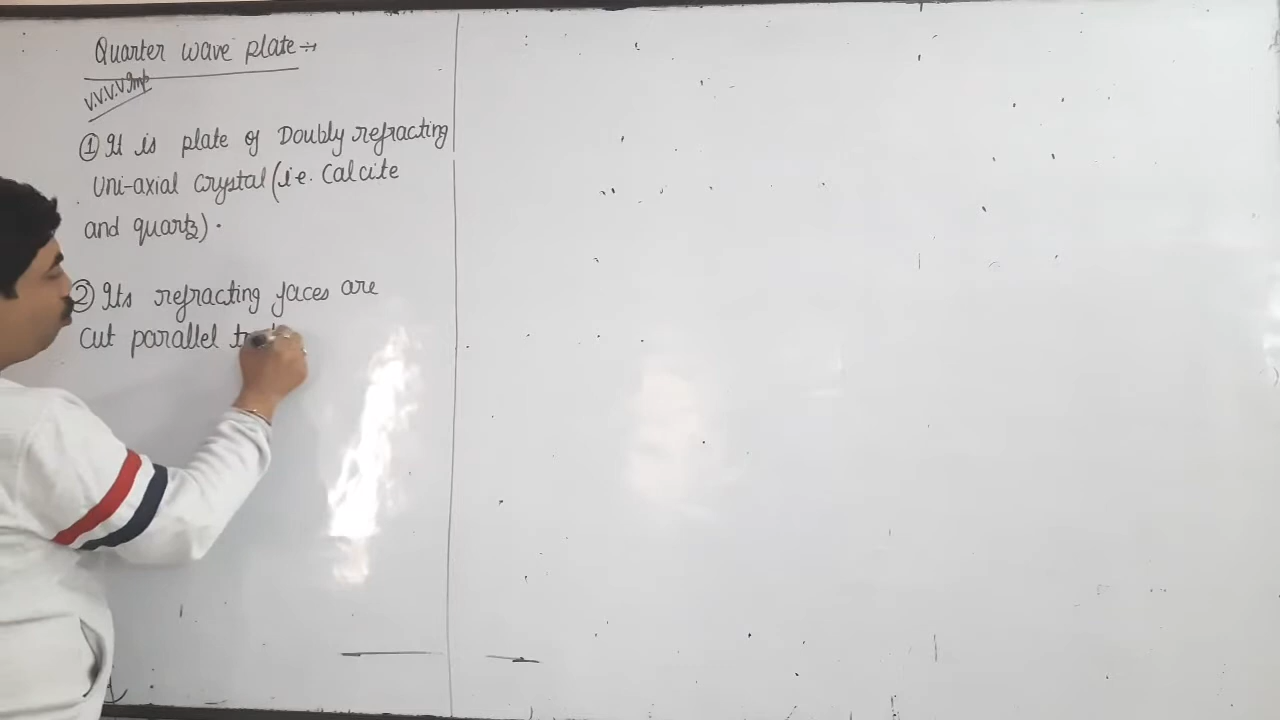 Quarter wave plate →
V.V.V.V Imp
① It is plate of Doubly refracting
Uni-axial crystal (i.e. Calcite
and quartz).
② Its refracting faces are
cut parallel